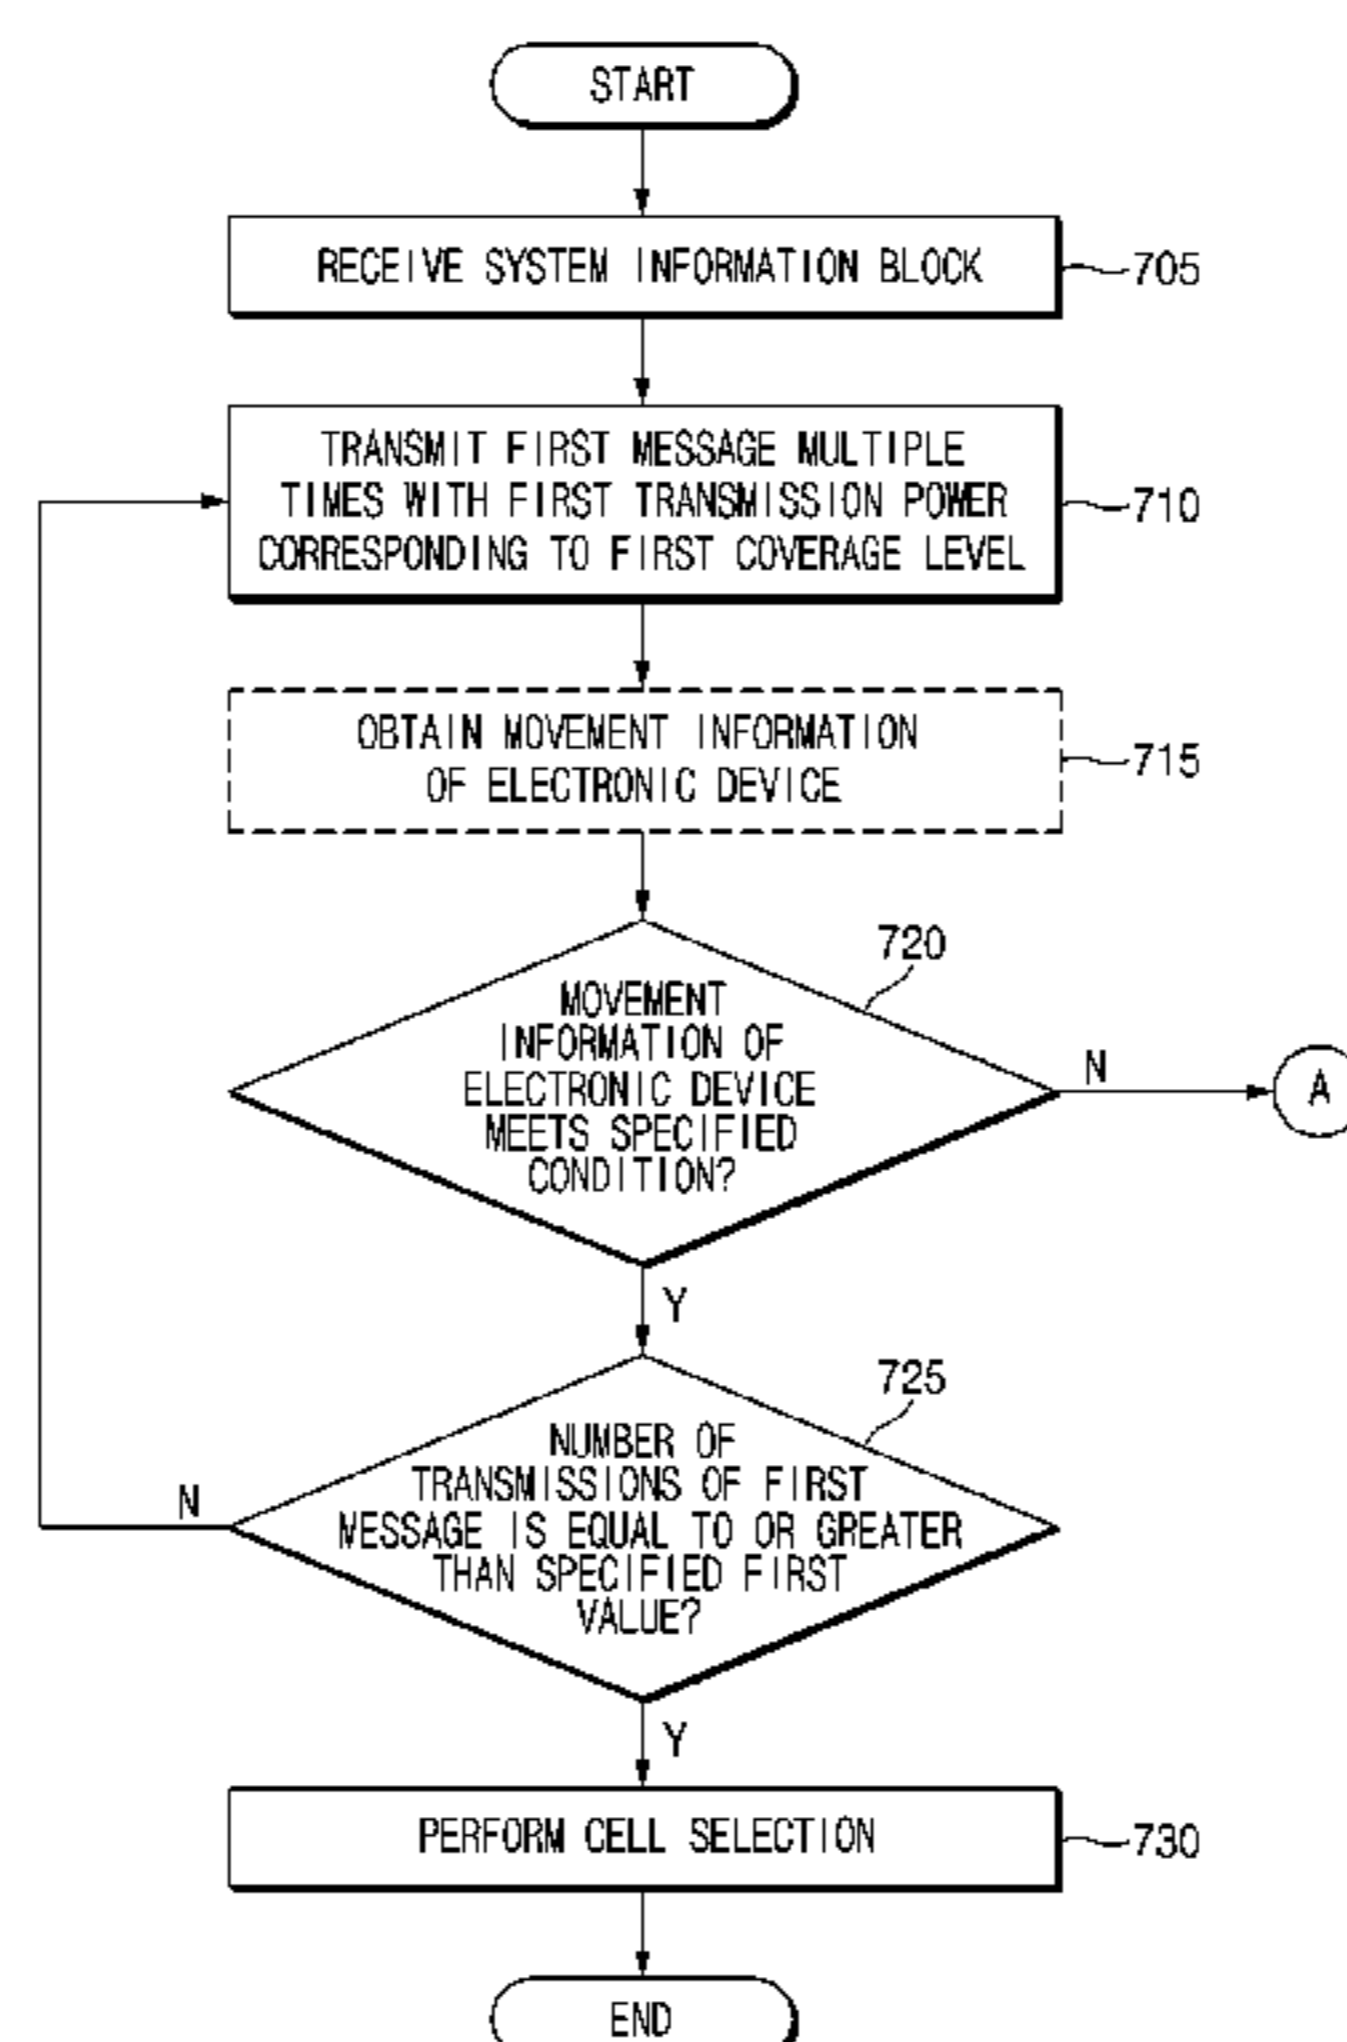 START
RECEIVE SYSTEM INFORMATION BLOCK
705
TRANSMIT FIRST MESSAGE MULTIPLE
TIMES WITH FIRST TRANSMISSION POWER
CORRESPONDING TO FIRST COVERAGE LEVEL
710
OBTAIN MOVEMENT INFORMATION
OF ELECTRONIC DEVICE
715
720
MOVEMENT
INFORMATION OF
ELECTRONIC DEVICE
MEETS SPECIFIED
CONDITION?
N
A
Y
725
NUMBER OF
TRANSMISSIONS OF FIRST
MESSAGE IS EQUAL TO OR GREATER
THAN SPECIFIED FIRST
VALUE?
N
Y
PERFORM CELL SELECTION
730
END